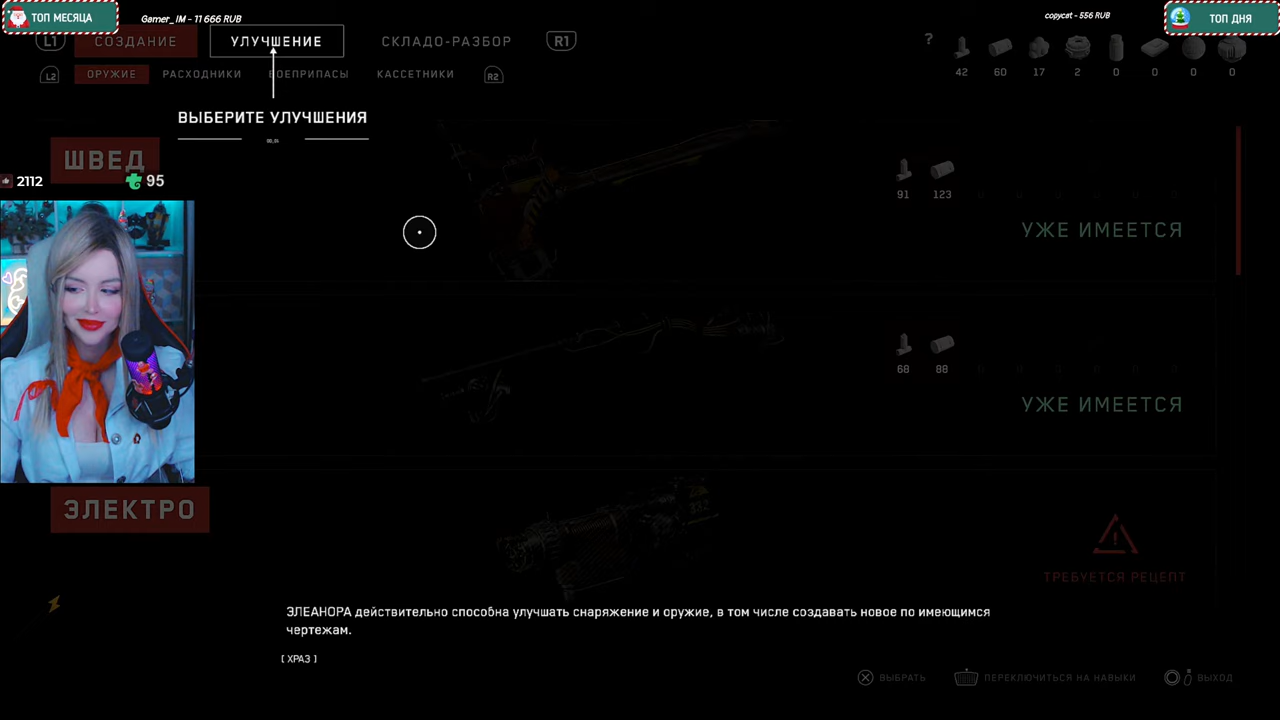 ТОП МЕСЯЦА
Gamer_IM - 11 666 RUB
copycat - 556 RUB
ТОП ДНЯ
L1
СОЗДАНИЕ
УЛУЧШЕНИЕ
СКЛАДО-РАЗБОР
R1
?
42 60 17 2 0 0 0 0
L2
ОРУЖИЕ
РАСХОДНИКИ
БОЕПРИПАСЫ
КАССЕТНИКИ
R2
ВЫБЕРИТЕ УЛУЧШЕНИЯ
ШВЕД
91 123
2112
95
УЖЕ ИМЕЕТСЯ
68 88
УЖЕ ИМЕЕТСЯ
ЭЛЕКТРО
ТРЕБУЕТСЯ РЕЦЕПТ
ЭЛЕАНОРА действительно способна улучшать снаряжение и оружие, в том числе создавать новое по имеющимся
чертежам.
[ ХРАЗ ]
ВЫБРАТЬ
ПЕРЕКЛЮЧИТЬСЯ НА НАВЫКИ
ВЫХОД